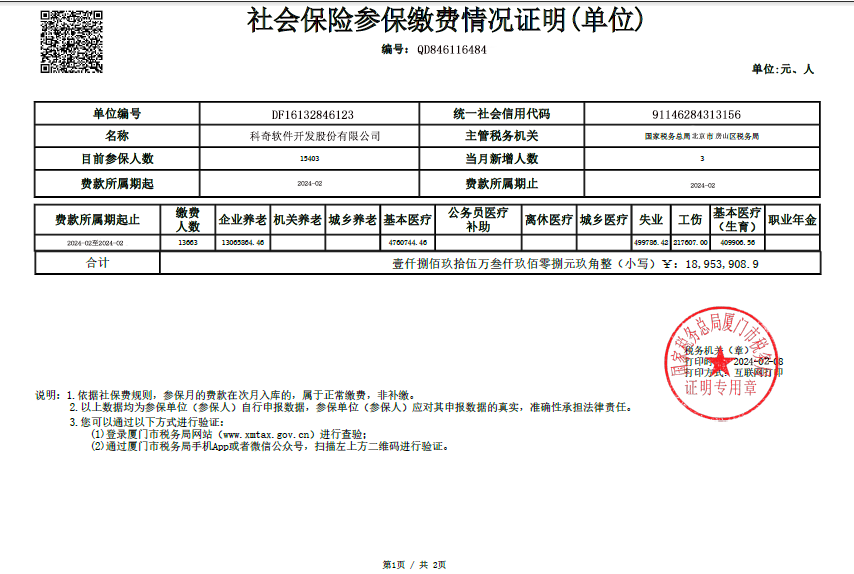 社会保险参保缴费情况证明(单位)
编号: QD846116484
单位:元、人
单位编号 DF16132846123 统一社会信用代码 91146284313156
名称 科奇软件开发股份有限公司 主管税务机关 国家税务总局北京市房山区税务局
目前参保人数 15403 当月新增人数 3
费款所属期起 2024-02 费款所属期止 2024-02
费款所属期起止 缴费人数 企业养老 机关养老 城乡养老 基本医疗 公务员医疗补助 离休医疗 城乡医疗 失业 工伤 基本医疗(生育) 职业年金
2024-02至2024-02 13663 13065864.46 4760744.46 499786.42 217607.00 409906.56
合计 壹仟捌佰玖拾伍万叁仟玖佰零捌元玖角整(小写)￥: 18,953,908.9
国家税务总局厦门市税务
税务机关(章)
打印时间: 2024-02-08
打印方式: 互联网打印
证明专用章
说明: 1.依据社保费规则，参保月的费款在次月入库的，属于正常缴费，非补缴。
2.以上数据均为参保单位（参保人）自行申报数据，参保单位（参保人）应对其申报数据的真实，准确性承担法律责任。
3.您可以通过以下方式进行验证:
(1)登录厦门市税务局网站（www.xmtax.gov.cn）进行查验;
(2)通过厦门市税务局手机App或者微信公众号，扫描左上方二维码进行验证。
第1页 / 共 2页